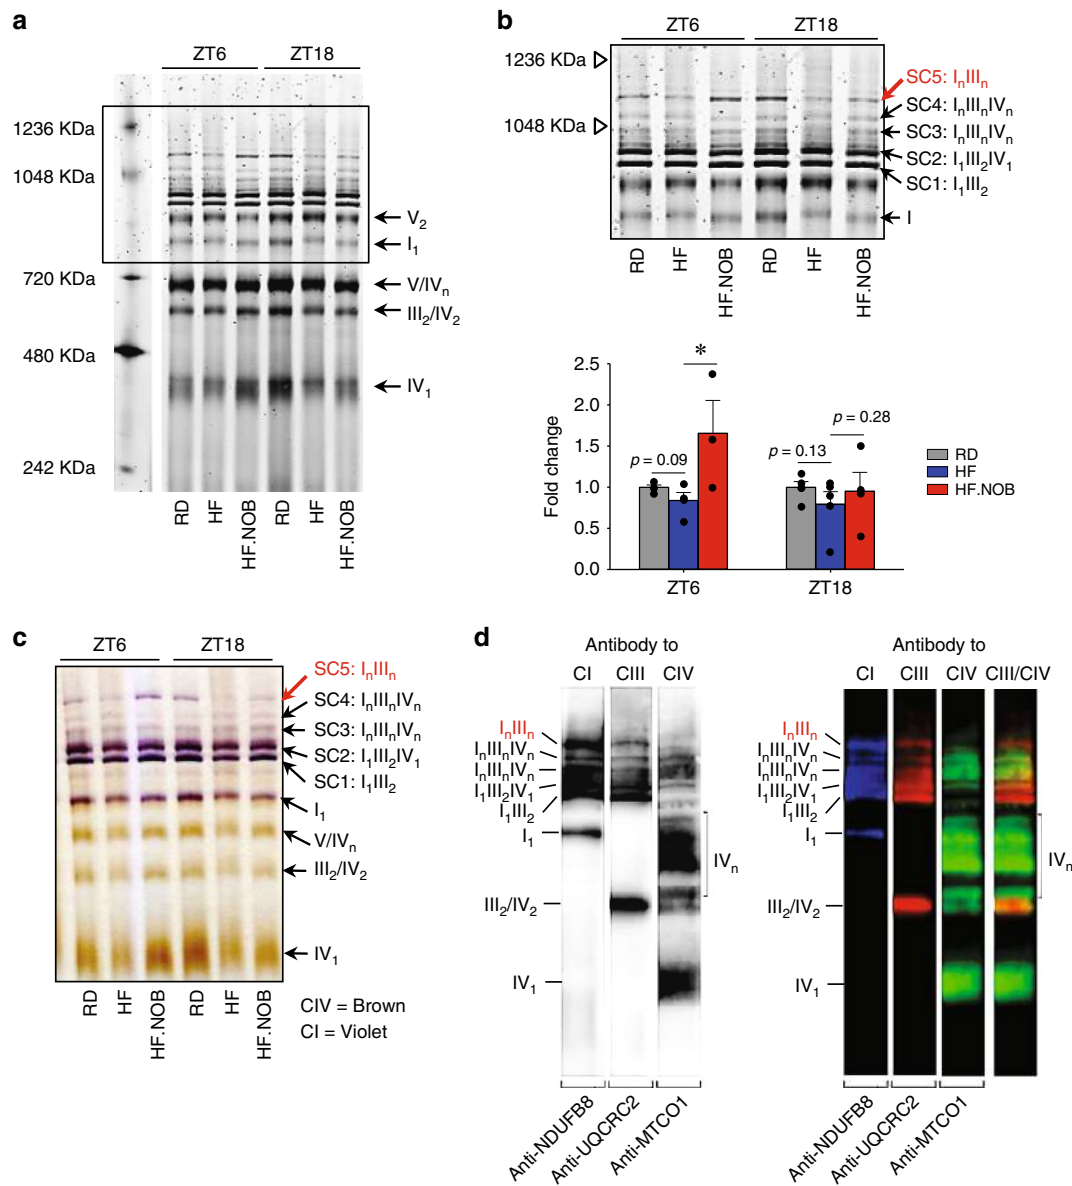 a
ZT6 ZT18
1236 KDa
1048 KDa
720 KDa
480 KDa
242 KDa
V₂
I₁
V/IVₙ
III₂/IV₂
IV₁
RD HF HF.NOB RD HF HF.NOB
b
ZT6 ZT18
1236 KDa
1048 KDa
SC5: IₙIIIₙ
SC4: IₙIIIₙIVₙ
SC3: IₙIIIₙIVₙ
SC2: I₁III₂IV₁
SC1: I₁III₂
I
RD HF HF.NOB RD HF HF.NOB
Fold change
2.5
2.0
1.5
1.0
0.5
0.0
*
p = 0.09
p = 0.13
p = 0.28
ZT6 ZT18
RD
HF
HF.NOB
c
ZT6 ZT18
SC5: IₙIIIₙ
SC4: IₙIIIₙIVₙ
SC3: IₙIIIₙIVₙ
SC2: I₁III₂IV₁
SC1: I₁III₂
I₁
V/IVₙ
III₂/IV₂
IV₁
RD HF HF.NOB RD HF HF.NOB
CIV = Brown
CI = Violet
d
Antibody to
CI CIII CIV
IₙIIIₙ
IₙIIIₙIVₙ
IₙIIIₙIVₙ
I₁III₂IV₁
I₁III₂
I₁
IVₙ
III₂/IV₂
IV₁
Anti-NDUFB8 Anti-UQCRC2 Anti-MTCO1
Antibody to
CI CIII CIV CIII/CIV
IₙIIIₙ
IₙIIIₙIVₙ
IₙIIIₙIVₙ
I₁III₂IV₁
I₁III₂
I₁
IVₙ
III₂/IV₂
IV₁
Anti-NDUFB8 Anti-UQCRC2 Anti-MTCO1